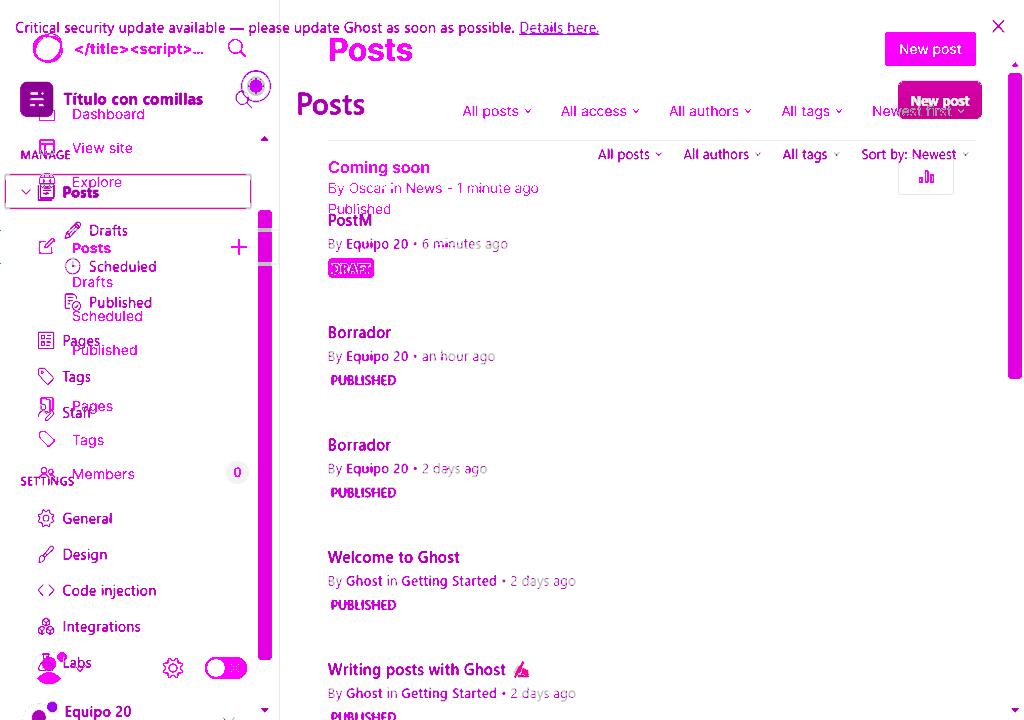 Critical security update available — please update Ghost as soon as possible. Details here.
</title><script>...
Título con comillas
Dashboard
View site
MANAGE
Explore
Posts
Drafts
Posts
Scheduled
Drafts
Published
Scheduled
Pages
Published
Tags
Staff
Pages
Tags
Members
0
SETTINGS
General
Design
Code injection
Integrations
Labs
Equipo 20
Posts
New post
Posts
New post
All posts
All access
All authors
All tags
Newest first
All posts
All authors
All tags
Sort by: Newest
Coming soon
By Oscar in News - 1 minute ago
Published
PostM
By Equipo 20 • 6 minutes ago
DRAFT
Borrador
By Equipo 20 • an hour ago
PUBLISHED
Borrador
By Equipo 20 • 2 days ago
PUBLISHED
Welcome to Ghost
By Ghost in Getting Started • 2 days ago
PUBLISHED
Writing posts with Ghost
By Ghost in Getting Started • 2 days ago
PUBLISHED